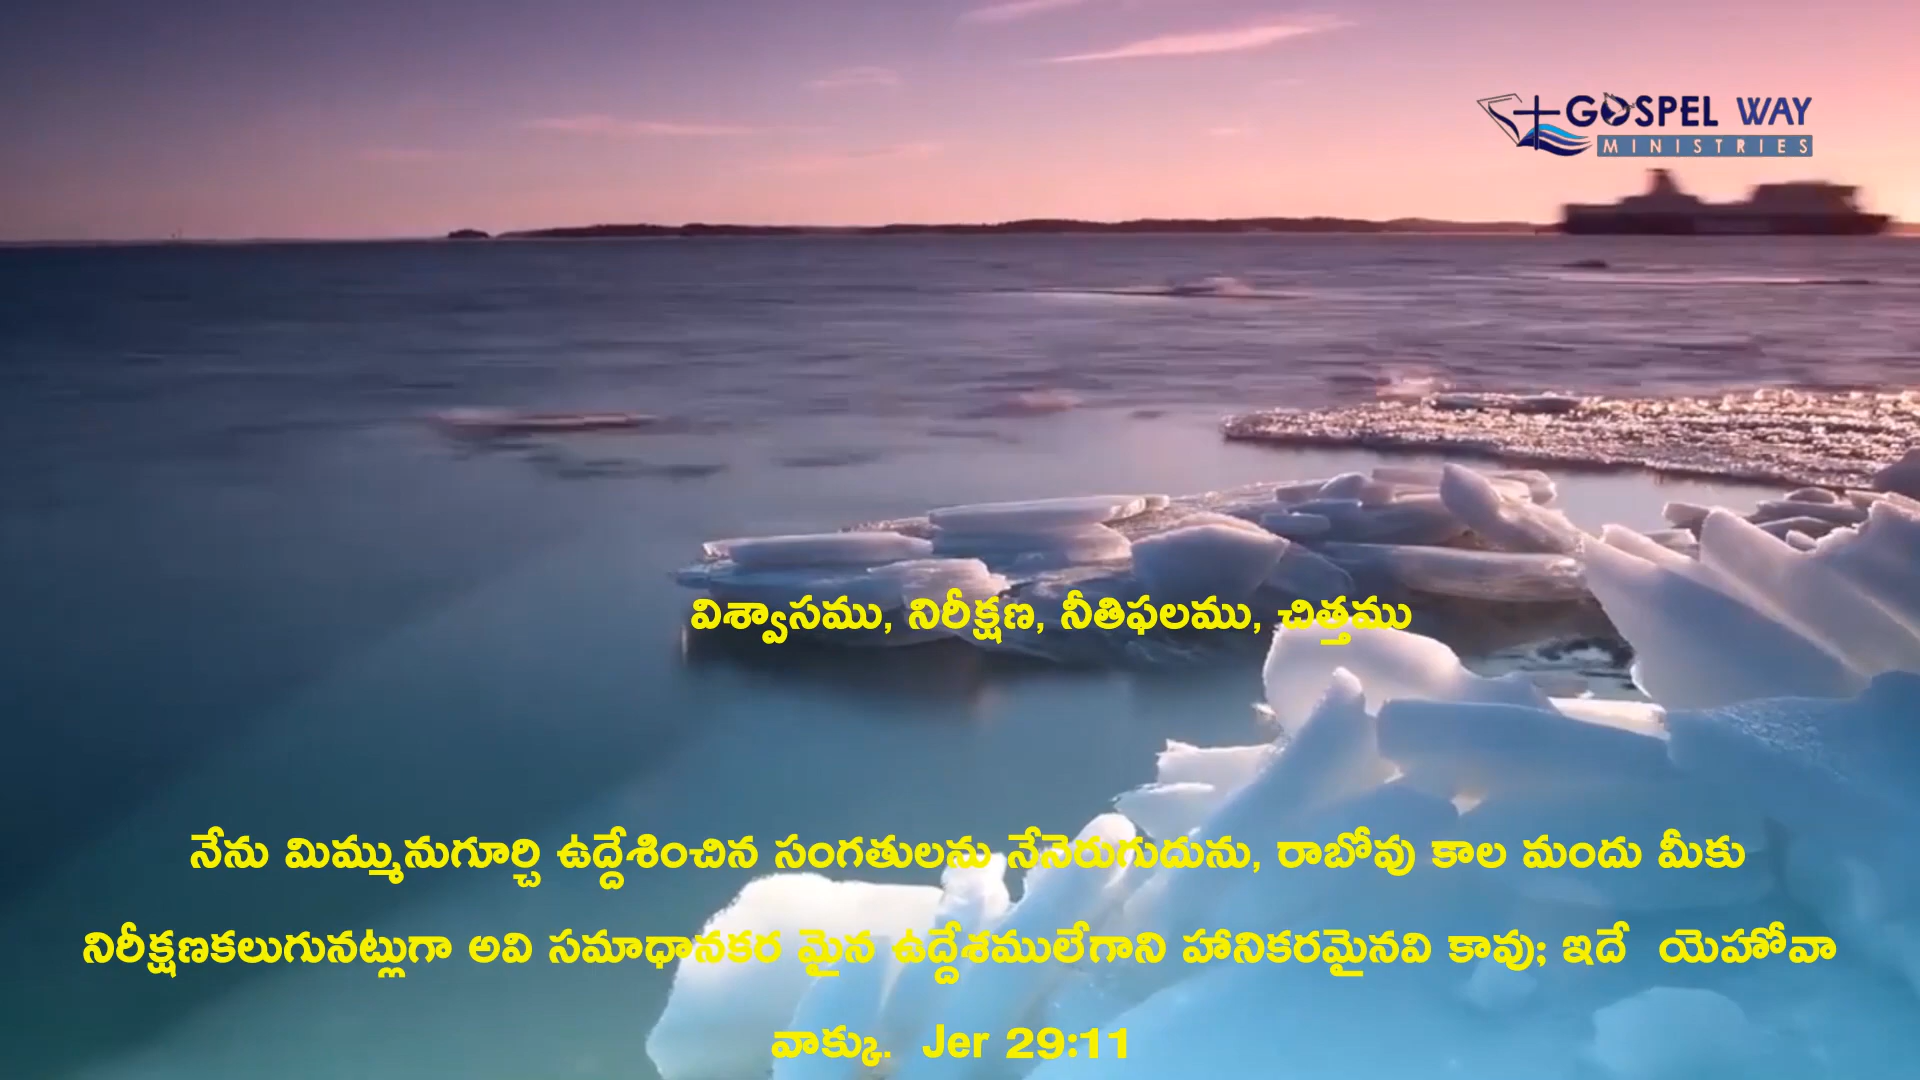 GOSPEL WAY
MINISTRIES
విశ్వాసము, నిరీక్షణ, నీతిఫలము, చిత్తము
నేను మిమ్మునుగూర్చి ఉద్దేశించిన సంగతులను నేనెరుగుదును, రాబోవు కాల మందు మీకు
నిరీక్షణకలుగునట్లుగా అవి సమాధానకర మైన ఉద్దేశములేగాని హానికరమైనవి కావు; ఇదే యెహోవా
వాక్కు. Jer 29:11